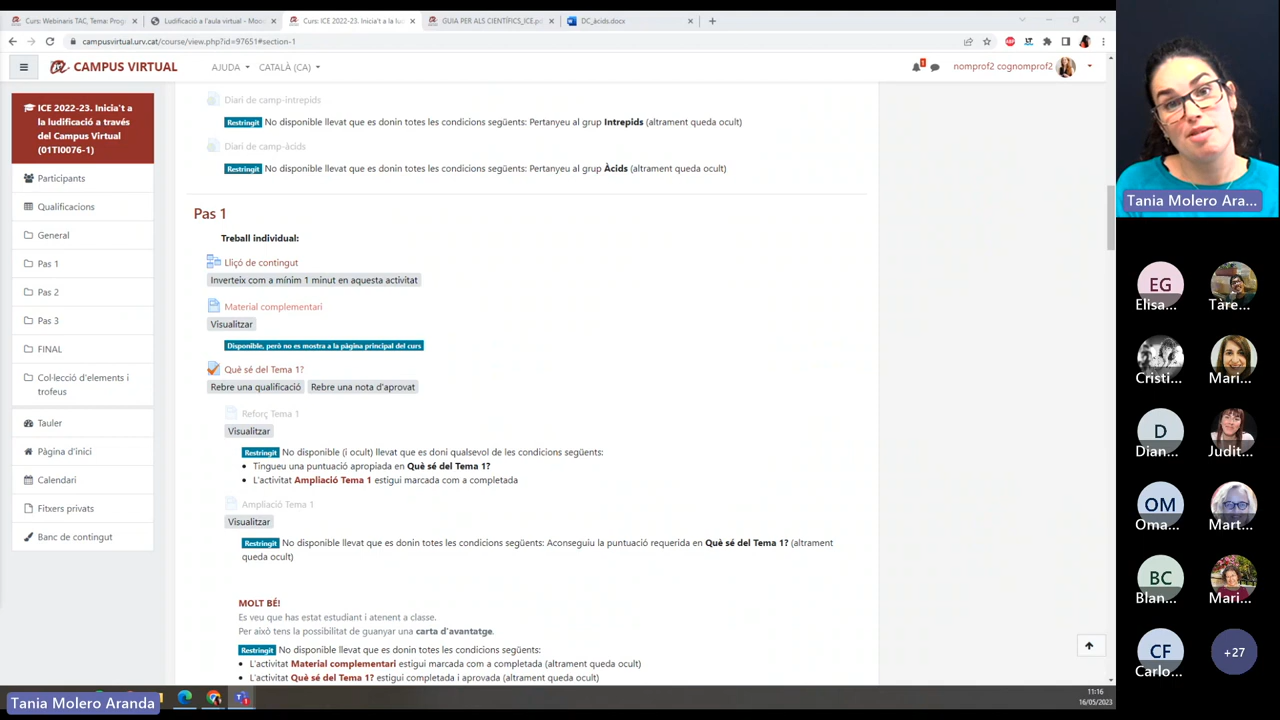 Curs: Webinaris TAC, Tema: Prog
Ludificació a l'aula virtual - Moo
Curs: ICE 2022-23. Inicia't a la lu
GUIA PER ALS CIENTÍFICS_ICE.p
DC_àcids.docx
campusvirtual.urv.cat/course/view.php?id=97651#section-1
CAMPUS VIRTUAL
AJUDA
CATALÀ (CA)
1
nomprof2 cognomprof2
ICE 2022-23. Inicia't a
la ludificació a través
del Campus Virtual
(01TI0076-1)
Participants
Qualificacions
General
Pas 1
Pas 2
Pas 3
FINAL
Col·lecció d'elements i
trofeus
Tauler
Pàgina d'inici
Calendari
Fitxers privats
Banc de contingut
Diari de camp-intrepids
Restringit No disponible llevat que es donin totes les condicions següents: Pertanyeu al grup Intrepids (altrament queda ocult)
Diari de camp-àcids
Restringit No disponible llevat que es donin totes les condicions següents: Pertanyeu al grup Àcids (altrament queda ocult)
Pas 1
Treball individual:
Lliçó de contingut
Inverteix com a mínim 1 minut en aquesta activitat
Material complementari
Visualitzar
Disponible, però no es mostra a la pàgina principal del curs
Què sé del Tema 1?
Rebre una qualificació Rebre una nota d'aprovat
Reforç Tema 1
Visualitzar
Restringit No disponible (i ocult) llevat que es doni qualsevol de les condicions següents:
• Tingueu una puntuació apropiada en Què sé del Tema 1?
• L'activitat Ampliació Tema 1 estigui marcada com a completada
Ampliació Tema 1
Visualitzar
Restringit No disponible llevat que es donin totes les condicions següents: Aconseguiu la puntuació requerida en Què sé del Tema 1? (altrament
queda ocult)
MOLT BÉ!
Es veu que has estat estudiant i atenent a classe.
Per això tens la possibilitat de guanyar una carta d'avantatge.
Restringit No disponible llevat que es donin totes les condicions següents:
• L'activitat Material complementari estigui marcada com a completada (altrament queda ocult)
• L'activitat Què sé del Tema 1? estigui completada i aprovada (altrament queda ocult)
Tania Molero Aranda
11:16
16/05/2023
Tania Molero Ara...
EG
Elisa...
Tàre...
Cristi...
Mari...
D
Dian...
Judit...
OM
Oma...
Mart...
BC
Blan...
Mari...
CF
Carlo...
+27